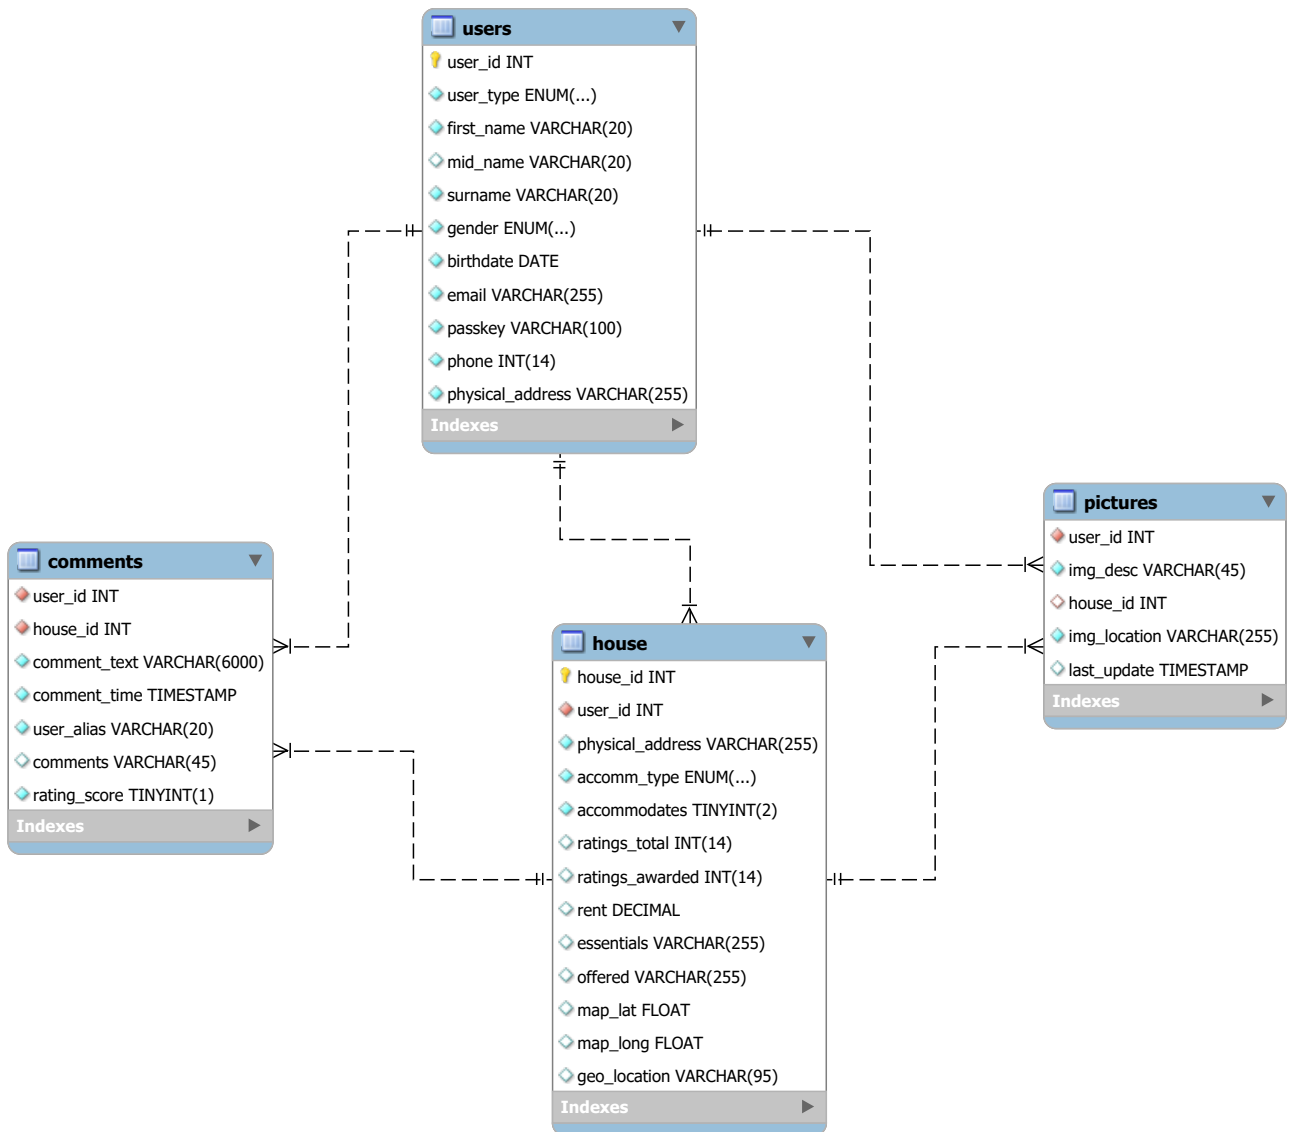 users
user_id INT
user_type ENUM(...)
first_name VARCHAR(20)
mid_name VARCHAR(20)
surname VARCHAR(20)
gender ENUM(...)
birthdate DATE
email VARCHAR(255)
passkey VARCHAR(100)
phone INT(14)
physical_address VARCHAR(255)
Indexes
comments
user_id INT
house_id INT
comment_text VARCHAR(6000)
comment_time TIMESTAMP
user_alias VARCHAR(20)
comments VARCHAR(45)
rating_score TINYINT(1)
Indexes
house
house_id INT
user_id INT
physical_address VARCHAR(255)
accomm_type ENUM(...)
accommodates TINYINT(2)
ratings_total INT(14)
ratings_awarded INT(14)
rent DECIMAL
essentials VARCHAR(255)
offered VARCHAR(255)
map_lat FLOAT
map_long FLOAT
geo_location VARCHAR(95)
Indexes
pictures
user_id INT
img_desc VARCHAR(45)
house_id INT
img_location VARCHAR(255)
last_update TIMESTAMP
Indexes